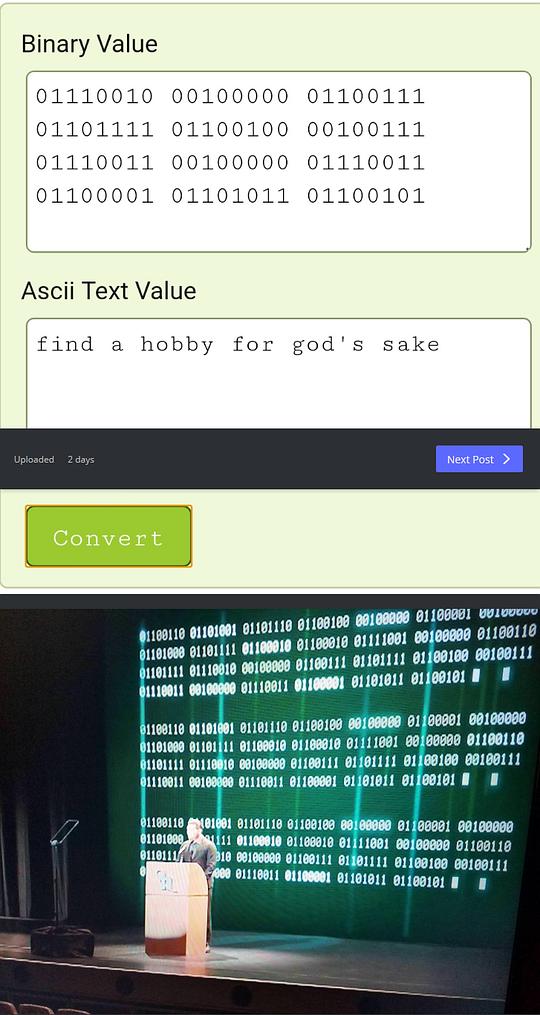 Binary Value
01110010 00100000 01100111
01101111 01100100 00100111
01110011 00100000 01110011
01100001 01101011 01100101
Ascii Text Value
find a hobby for god's sake
Uploaded 2 days
Next Post
Convert
01100110 01101001 01101110 01100100 00100000 01100001 00100000
01101000 01101111 01100010 01100010 01111001 00100000 01100110
01101111 01110010 00100000 01100111 01101111 01100100 00100111
01110011 00100000 01110011 01100001 01101011 01100101
01100110 01101001 01101110 01100100 00100000 01100001 00100000
01101000 01101111 01100010 01100010 01111001 00100000 01100110
01101111 01110010 00100000 01100111 01101111 01100100 00100111
01110011 00100000 01110011 01100001 01101011 01100101
01100110 01101001 01101110 01100100 00100000 01100001 00100000
01100010 01100010 01111001 00100000 01100110
00100000 01100111 01101111 01100100 00100111
01110011 01100001 01101011 01100101